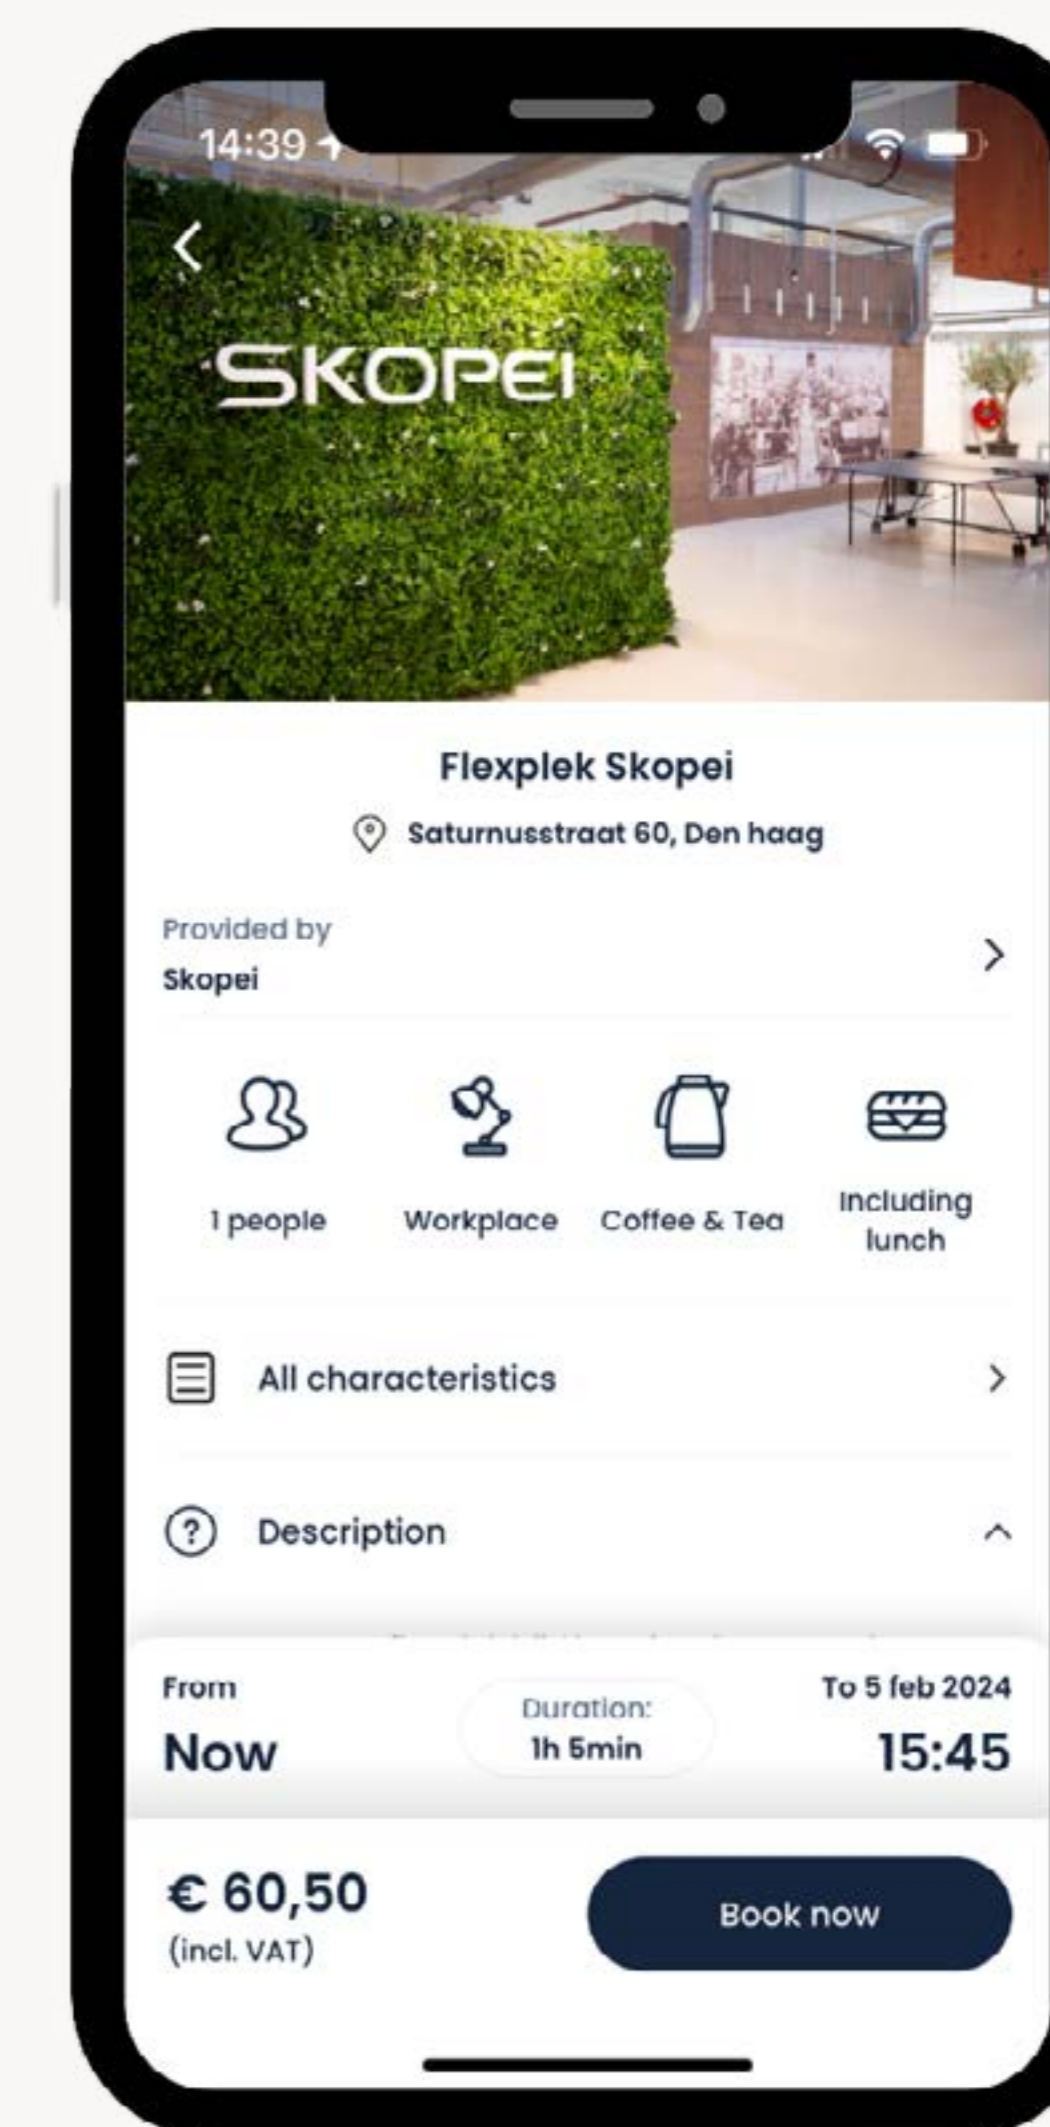 14:39
SKOPEI
Flexplek Skopei
Saturnusstraat 60, Den haag
Provided by
Skopei
1 people
Workplace
Coffee & Tea
Including
lunch
All characteristics
Description
From
Now
Duration:
1h 5min
To 5 feb 2024
15:45
€ 60,50
(incl. VAT)
Book now